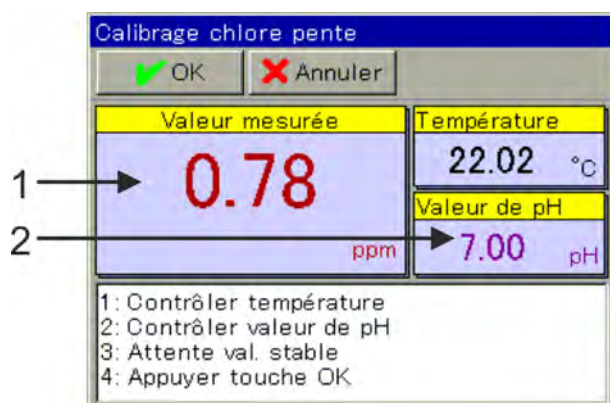 Calibrage chlore pente
OK Annuler
Valeur mesurée
0.78
ppm
Température
22.02 °C
Valeur de pH
7.00 pH
1
2
1: Contrôler température
2: Contrôler valeur de pH
3: Attente val. stable
4: Appuyer touche OK